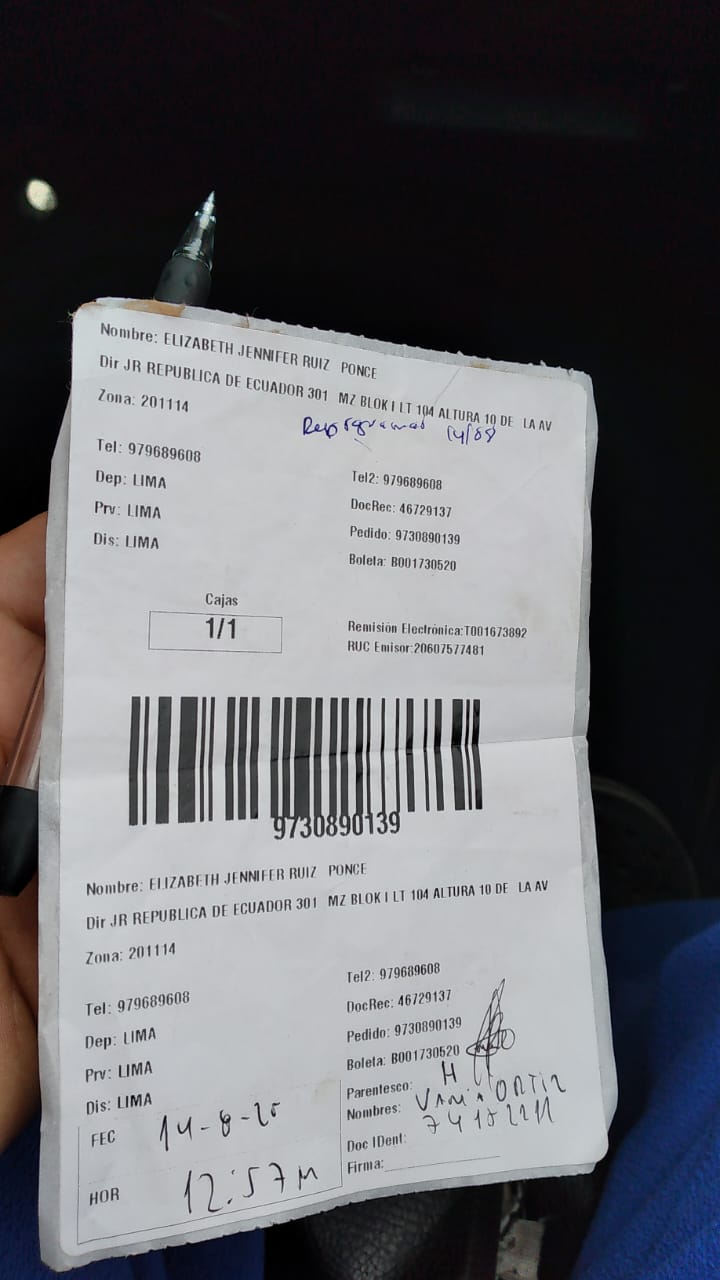 Nombre: ELIZABETH JENNIFER RUIZ PONCE
Dir JR REPUBLICA DE ECUADOR 301 MZ BLOK I LT 104 ALTURA 10 DE LA AV
Zona: 201114
14/08
Tel: 979689608
Tel2: 979689608
Dep: LIMA
DocRec: 46729137
Prv: LIMA
Pedido: 9730890139
Dis: LIMA
Boleta: B001730520
Cajas
1/1
Remisión Electrónica:T001673892
RUC Emisor:20607577481
9730890139
Nombre: ELIZABETH JENNIFER RUIZ PONCE
Dir JR REPUBLICA DE ECUADOR 301 MZ BLOK I LT 104 ALTURA 10 DE LA AV
Zona: 201114
Tel: 979689608
Tel2: 979689608
Dep: LIMA
DocRec: 46729137
Prv: LIMA
Pedido: 9730890139
Dis: LIMA
Boleta: B001730520
Parentesco: H
Nombres: VANIA ORTIZ
Doc IDent:
Firma:
FEC 14-8-25
HOR 12:57M